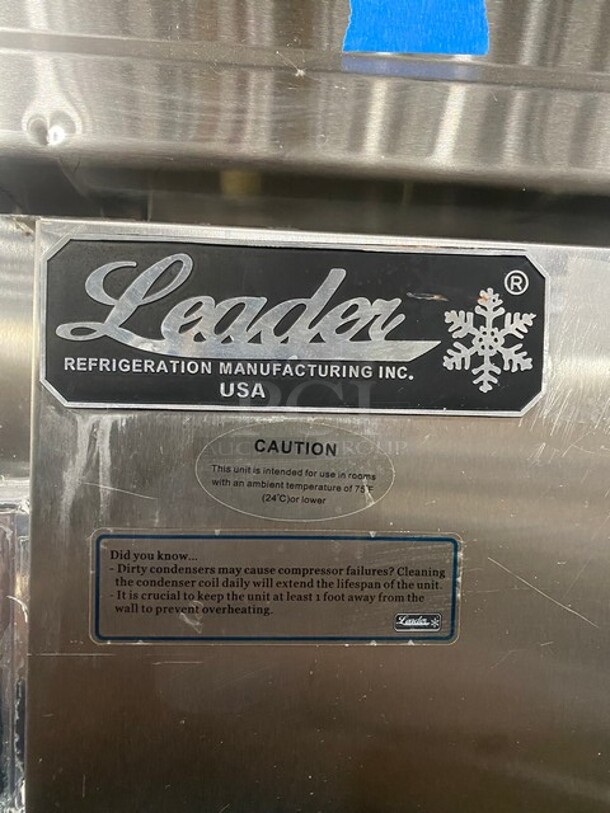 Leader ®
REFRIGERATION MANUFACTURING INC.
USA
CAUTION
This unit is intended for use in rooms
with an ambient temperature of 75°F
(24°C)or lower
Did you know...
- Dirty condensers may cause compressor failures? Cleaning
the condenser coil daily will extend the lifespan of the unit.
- It is crucial to keep the unit at least 1 foot away from the
wall to prevent overheating.
Leader